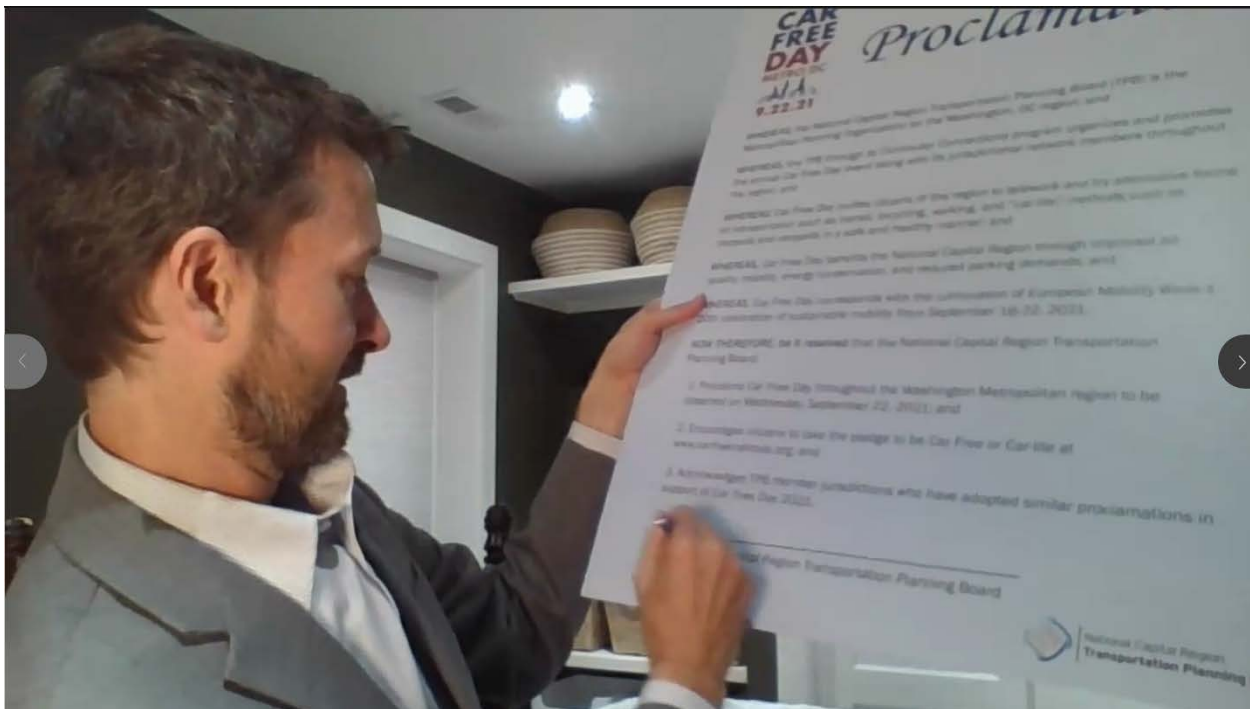 CAR
FREE
DAY
METRO DC
9.22.21
Proclamat
WHEREAS, the National Capital Region Transportation Planning Board (TPB) is the
Metropolitan Planning Organization for the Washington, DC region; and
WHEREAS, the TPB through its Commuter Connections program organizes and promotes
the annual Car Free Day event along with its jurisdictional network members throughout
the region; and
WHEREAS, Car Free Day invites citizens of the region to telework and try alternative forms
of transportation such as transit, bicycling, walking, and "car-lite" methods such as
carpools and vanpools in a safe and healthy manner; and
WHEREAS, Car Free Day benefits the National Capital Region through improved air
quality, mobility, energy conservation, and reduced parking demands; and
WHEREAS, Car Free Day corresponds with the culmination of European Mobility Week a
celebration of sustainable mobility from September 16-22, 2021.
NOW THEREFORE, be it resolved that the National Capital Region Transportation
Planning Board
1. Proclaims Car Free Day throughout the Washington Metropolitan region to be
observed on Wednesday, September 22, 2021; and
2. Encourages citizens to take the pledge to be Car Free or Car-lite at
www.carfreemetrodc.org; and
3. Acknowledges TPB member jurisdictions who have adopted similar proclamations in
support of Car Free Day 2021.
Region Transportation Planning Board
National Capital Region
Transportation Planning